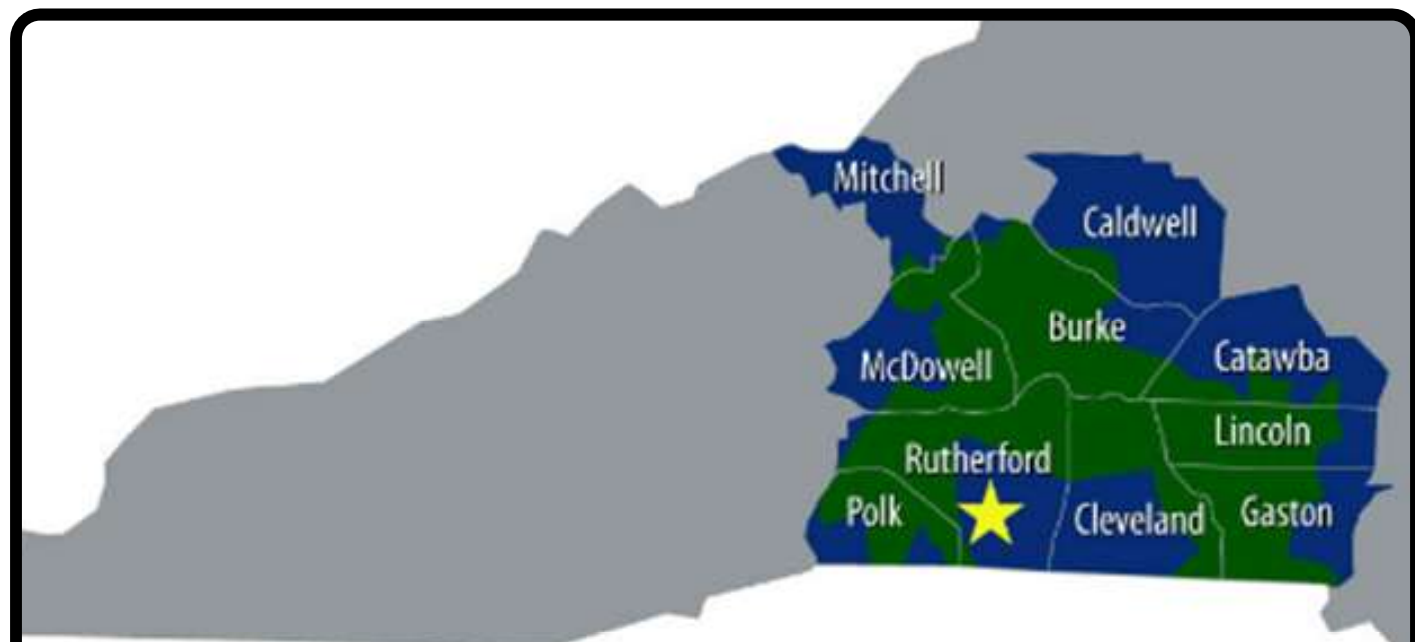 Mitchell
Caldwell
Burke
Catawba
McDowell
Lincoln
Rutherford
Polk
Cleveland
Gaston